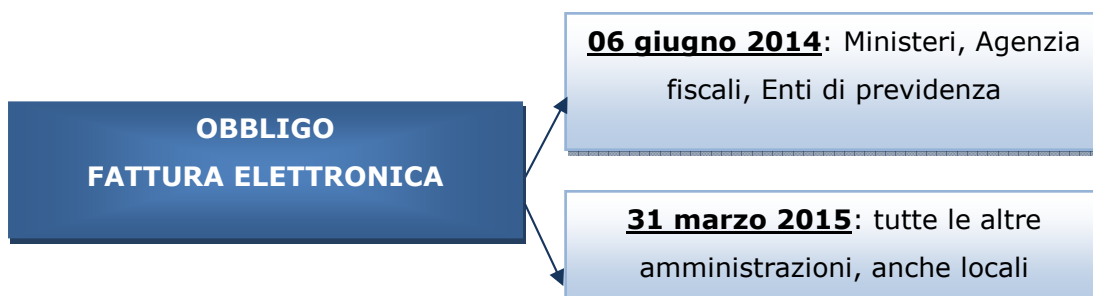 OBBLIGO
FATTURA ELETTRONICA
06 giugno 2014: Ministeri, Agenzia
fiscali, Enti di previdenza
31 marzo 2015: tutte le altre
amministrazioni, anche locali